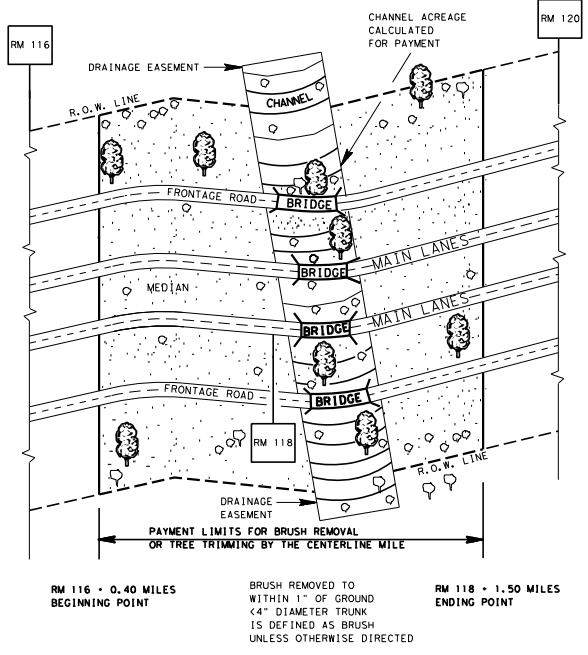 CHANNEL ACREAGE
CALCULATED
FOR PAYMENT
RM 120
RM 116
DRAINAGE EASEMENT
R.O.W. LINE
CHANNEL
FRONTAGE ROAD
BRIDGE
MAIN LANES
BRIDGE
MEDIAN
MAIN LANES
BRIDGE
FRONTAGE ROAD
BRIDGE
RM 118
R.O.W. LINE
DRAINAGE
EASEMENT
PAYMENT LIMITS FOR BRUSH REMOVAL
OR TREE TRIMMING BY THE CENTERLINE MILE
RM 116 + 0.40 MILES
BEGINNING POINT
BRUSH REMOVED TO
WITHIN 1" OF GROUND
<4" DIAMETER TRUNK
IS DEFINED AS BRUSH
UNLESS OTHERWISE DIRECTED
RM 118 + 1.50 MILES
ENDING POINT